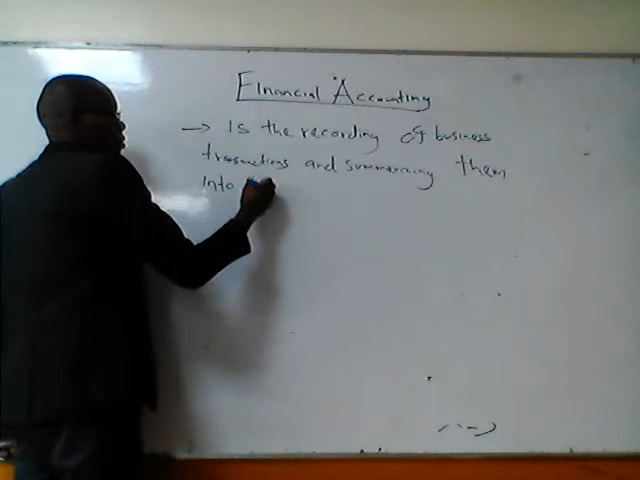 Financial Accounting
→ Is the recording of business
transactions and summarising them
into